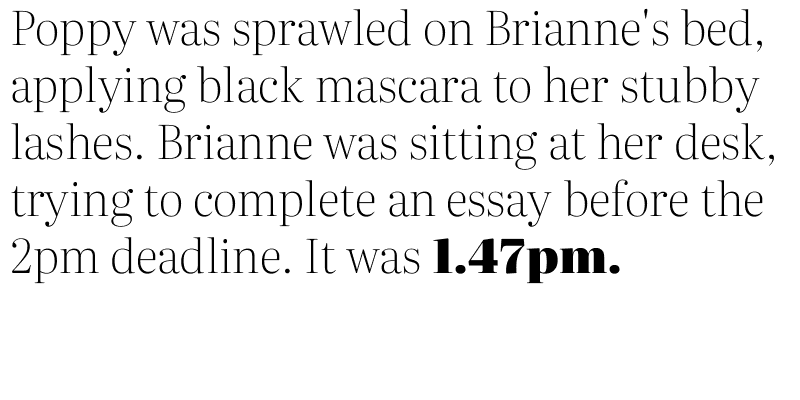 Poppy was sprawled on Brianne's bed,
applying black mascara to her stubby
lashes. Brianne was sitting at her desk,
trying to complete an essay before the
2pm deadline. It was 1.47pm.